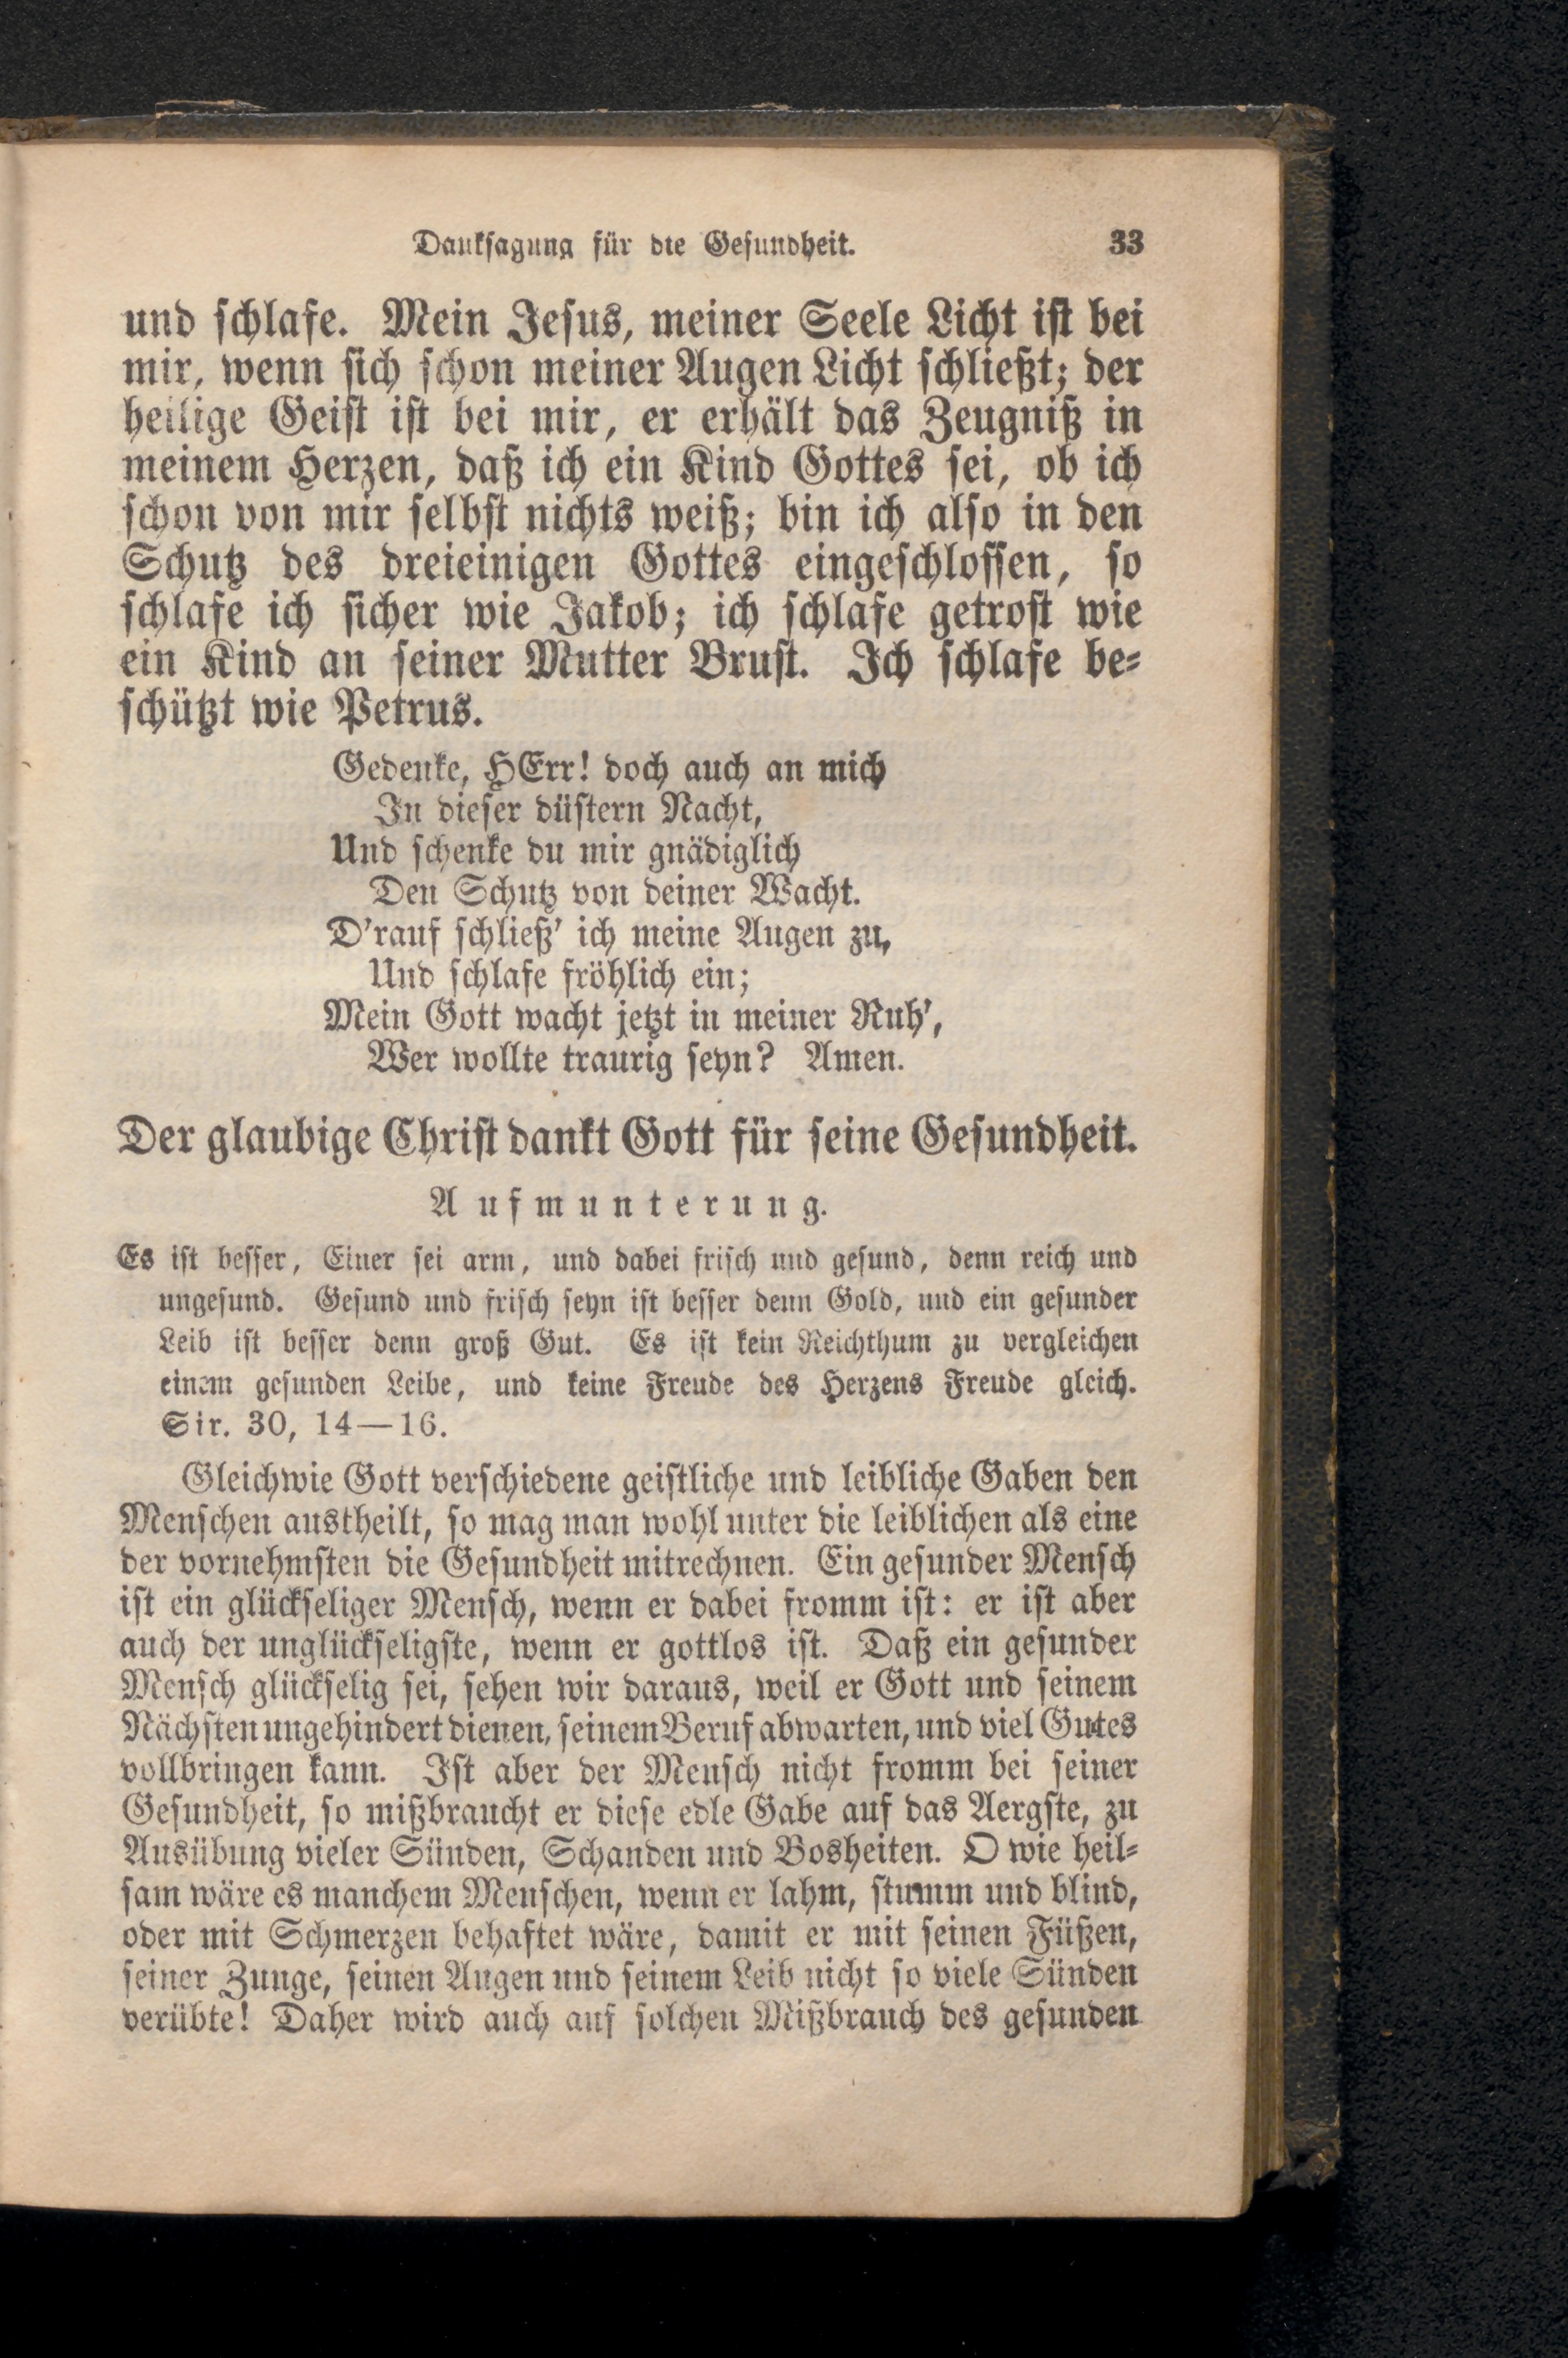 Dankſagung für die Geſundheit. 33
und ſchlafe. Mein Jeſus, meiner Seele Licht iſt bei
mir, wenn ſich ſchon meiner Augen Licht ſchließt; der
heilige Geiſt iſt bei mir, er erhält das Zeugniß in
meinem Herzen, daß ich ein Kind Gottes ſei, ob ich
ſchon von mir ſelbſt nichts weiß; bin ich alſo in den
Schutz des dreieinigen Gottes eingeſchloſſen, ſo
ſchlafe ich ſicher wie Jakob; ich ſchlafe getroſt wie
ein Kind an ſeiner Mutter Bruſt. Ich ſchlafe be⸗
ſchützt wie Petrus.
Gedenke, HErr! doch auch an mich
In dieſer düſtern Nacht,
Und ſchenke du mir gnädiglich
Den Schutz von deiner Wacht.
D'rauf ſchließ' ich meine Augen zu,
Und ſchlafe fröhlich ein;
Mein Gott wacht jetzt in meiner Ruh',
Wer wollte traurig ſeyn? Amen.
Der glaubige Chriſt dankt Gott für ſeine Geſundheit.
Aufmunterung.
Es iſt beſſer, Einer ſei arm, und dabei friſch und geſund, denn reich und
ungeſund. Geſund und friſch ſeyn iſt beſſer denn Gold, und ein geſunder
Leib iſt beſſer denn groß Gut. Es iſt kein Reichthum zu vergleichen
einem geſunden Leibe, und keine Freude des Herzens Freude gleich.
Sir. 30, 14—16.
Gleichwie Gott verſchiedene geiſtliche und leibliche Gaben den
Menſchen austheilt, ſo mag man wohl unter die leiblichen als eine
der vornehmſten die Geſundheit mitrechnen. Ein geſunder Menſch
iſt ein glückſeliger Menſch, wenn er dabei fromm iſt: er iſt aber
auch der unglückſeligſte, wenn er gottlos iſt. Daß ein geſunder
Menſch glückſelig ſei, ſehen wir daraus, weil er Gott und ſeinem
Nächſten ungehindert dienen, ſeinem Beruf abwarten, und viel Gutes
vollbringen kann. Iſt aber der Menſch nicht fromm bei ſeiner
Geſundheit, ſo mißbraucht er dieſe edle Gabe auf das Aergſte, zu
Ausübung vieler Sünden, Schanden und Bosheiten. O wie heil⸗
ſam wäre es manchem Menſchen, wenn er lahm, ſtumm und blind,
oder mit Schmerzen behaftet wäre, damit er mit ſeinen Füßen,
ſeiner Zunge, ſeinen Augen und ſeinem Leib nicht ſo viele Sünden
verübte! Daher wird auch auf ſolchen Mißbrauch des geſunden